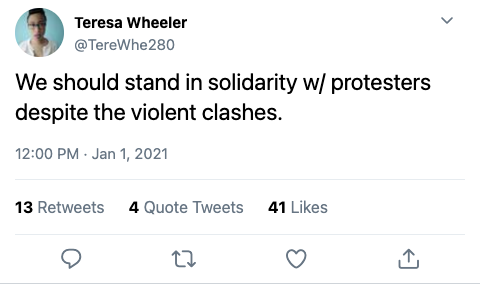 Teresa Wheeler
@TereWhe280
We should stand in solidarity w/ protesters
despite the violent clashes.
12:00 PM · Jan 1, 2021
13 Retweets 4 Quote Tweets 41 Likes